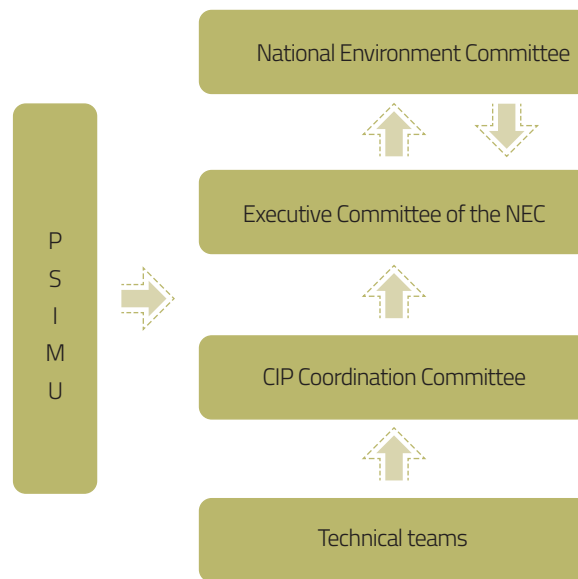 National Environment Committee
P
S
I
M
U
Executive Committee of the NEC
CIP Coordination Committee
Technical teams